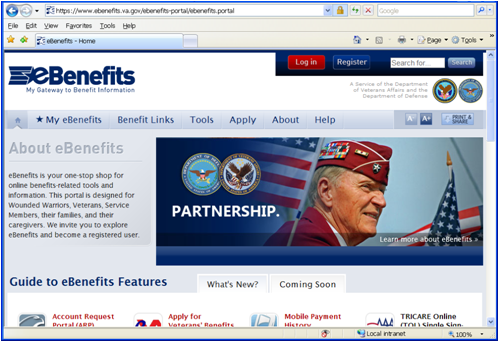 https://www.ebenefits.va.gov/ebenefits-portal/ebenefits.portal
Google
File Edit View Favorites Tools Help
eBenefits - Home
Page Tools
Log in Register Search for... Search
eBenefits
My Gateway to Benefit Information
A Service of the Department
of Veterans Affairs and the
Department of Defense
My eBenefits Benefit Links Tools Apply About Help A- A+ PRINT &
SHARE
About eBenefits
eBenefits is your one-stop shop for
online benefits-related tools and
information. This portal is designed for
Wounded Warriors, Veterans, Service
Members, their families, and their
caregivers. We invite you to explore
eBenefits and become a registered user.
PARTNERSHIP.
Learn more about eBenefits »
Guide to eBenefits Features What's New? Coming Soon
Account Request
Portal (ARP)
Apply for
Veterans' Benefits
Mobile Payment
History
TRICARE Online
(TOL) Single Sign-
Local intranet 100%